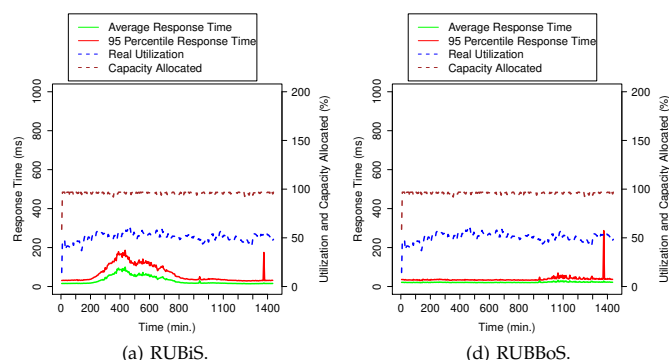 Average Response Time
95 Percentile Response Time
Real Utilization
Capacity Allocated
Response Time (ms)
0 200 400 600 800 1000
Utilization and Capacity Allocated (%)
0 50 100 150 200
0 200 400 600 800 1100 1400
Time (min.)
(a) RUBiS.
Average Response Time
95 Percentile Response Time
Real Utilization
Capacity Allocated
Response Time (ms)
0 200 400 600 800 1000
Utilization and Capacity Allocated (%)
0 50 100 150 200
0 200 400 600 800 1100 1400
Time (min.)
(d) RUBBoS.